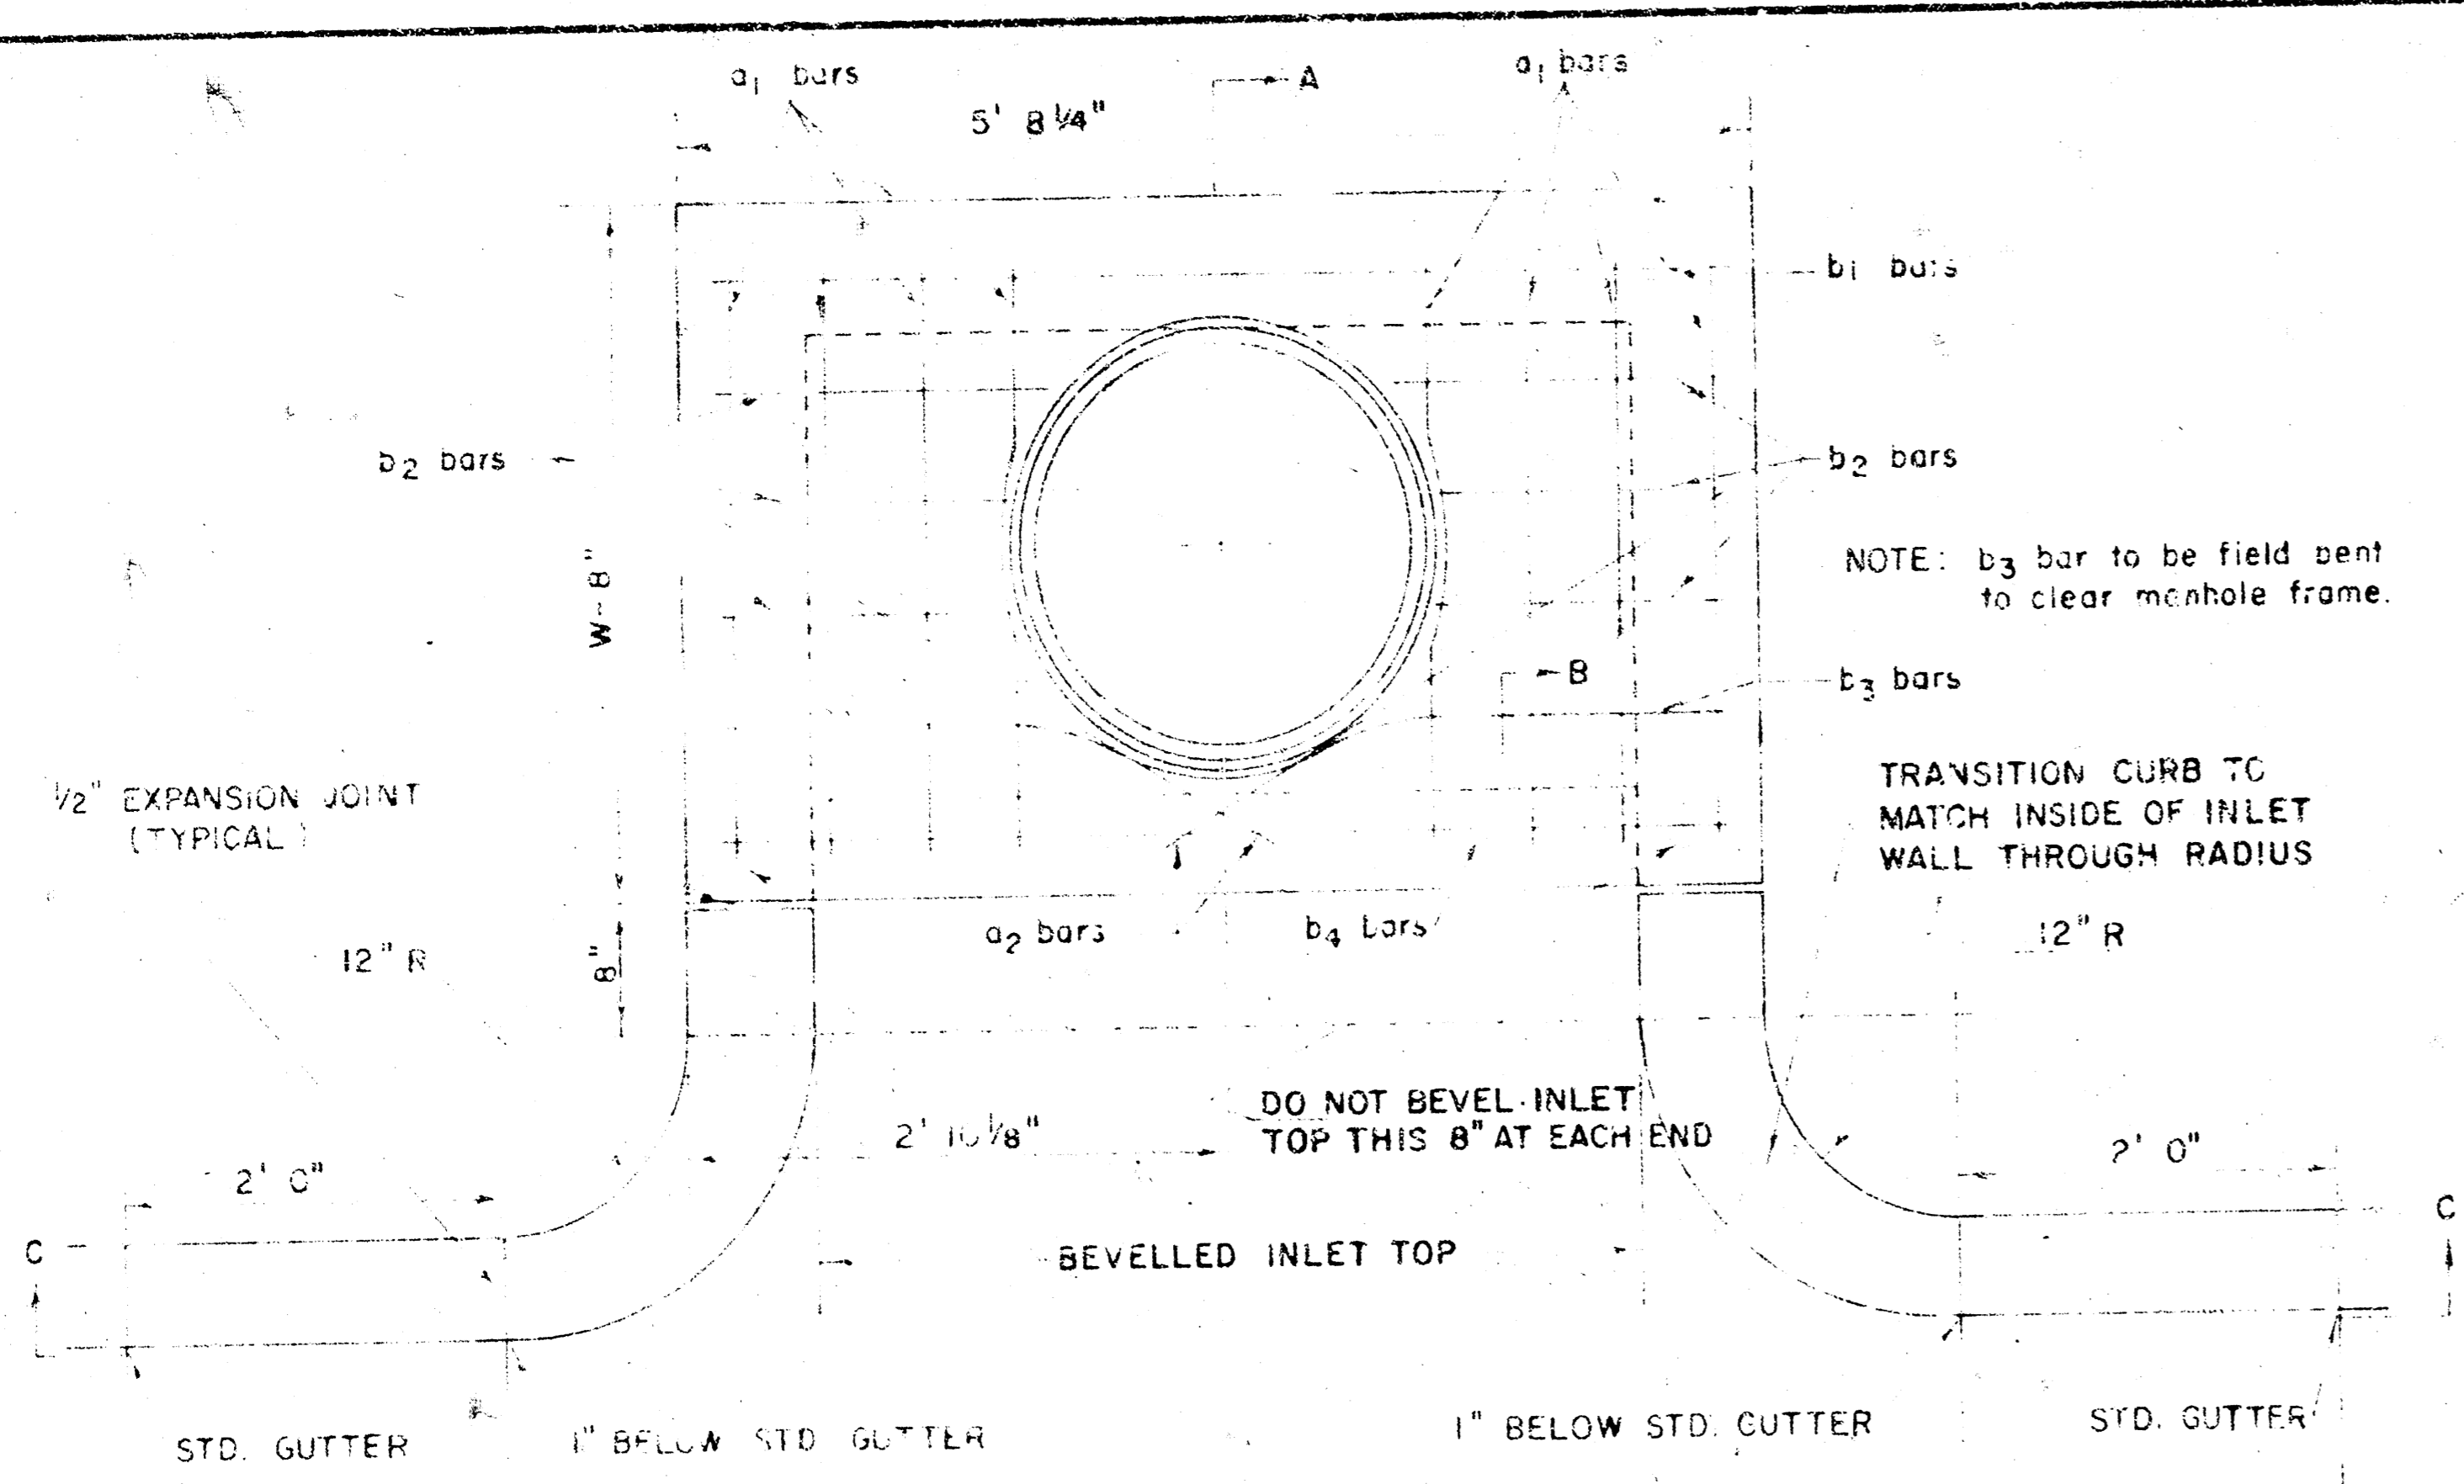 a1 bars
A
a1 bars
5' 8 1/4"
b1 bars
b2 bars
b2 bars
W-8"
NOTE: b3 bar to be field bent
to clear manhole frame.
B
b3 bars
1/2" EXPANSION JOINT
(TYPICAL)
TRANSITION CURB TO
MATCH INSIDE OF INLET
WALL THROUGH RADIUS
a2 bars
b4 bars
12" R
8"
12" R
DO NOT BEVEL INLET
TOP THIS 8" AT EACH END
2' 10 1/8"
2' 0"
2' 0"
C
BEVELLED INLET TOP
C
STD. GUTTER
1" BELOW STD GUTTER
1" BELOW STD. GUTTER
STD. GUTTER